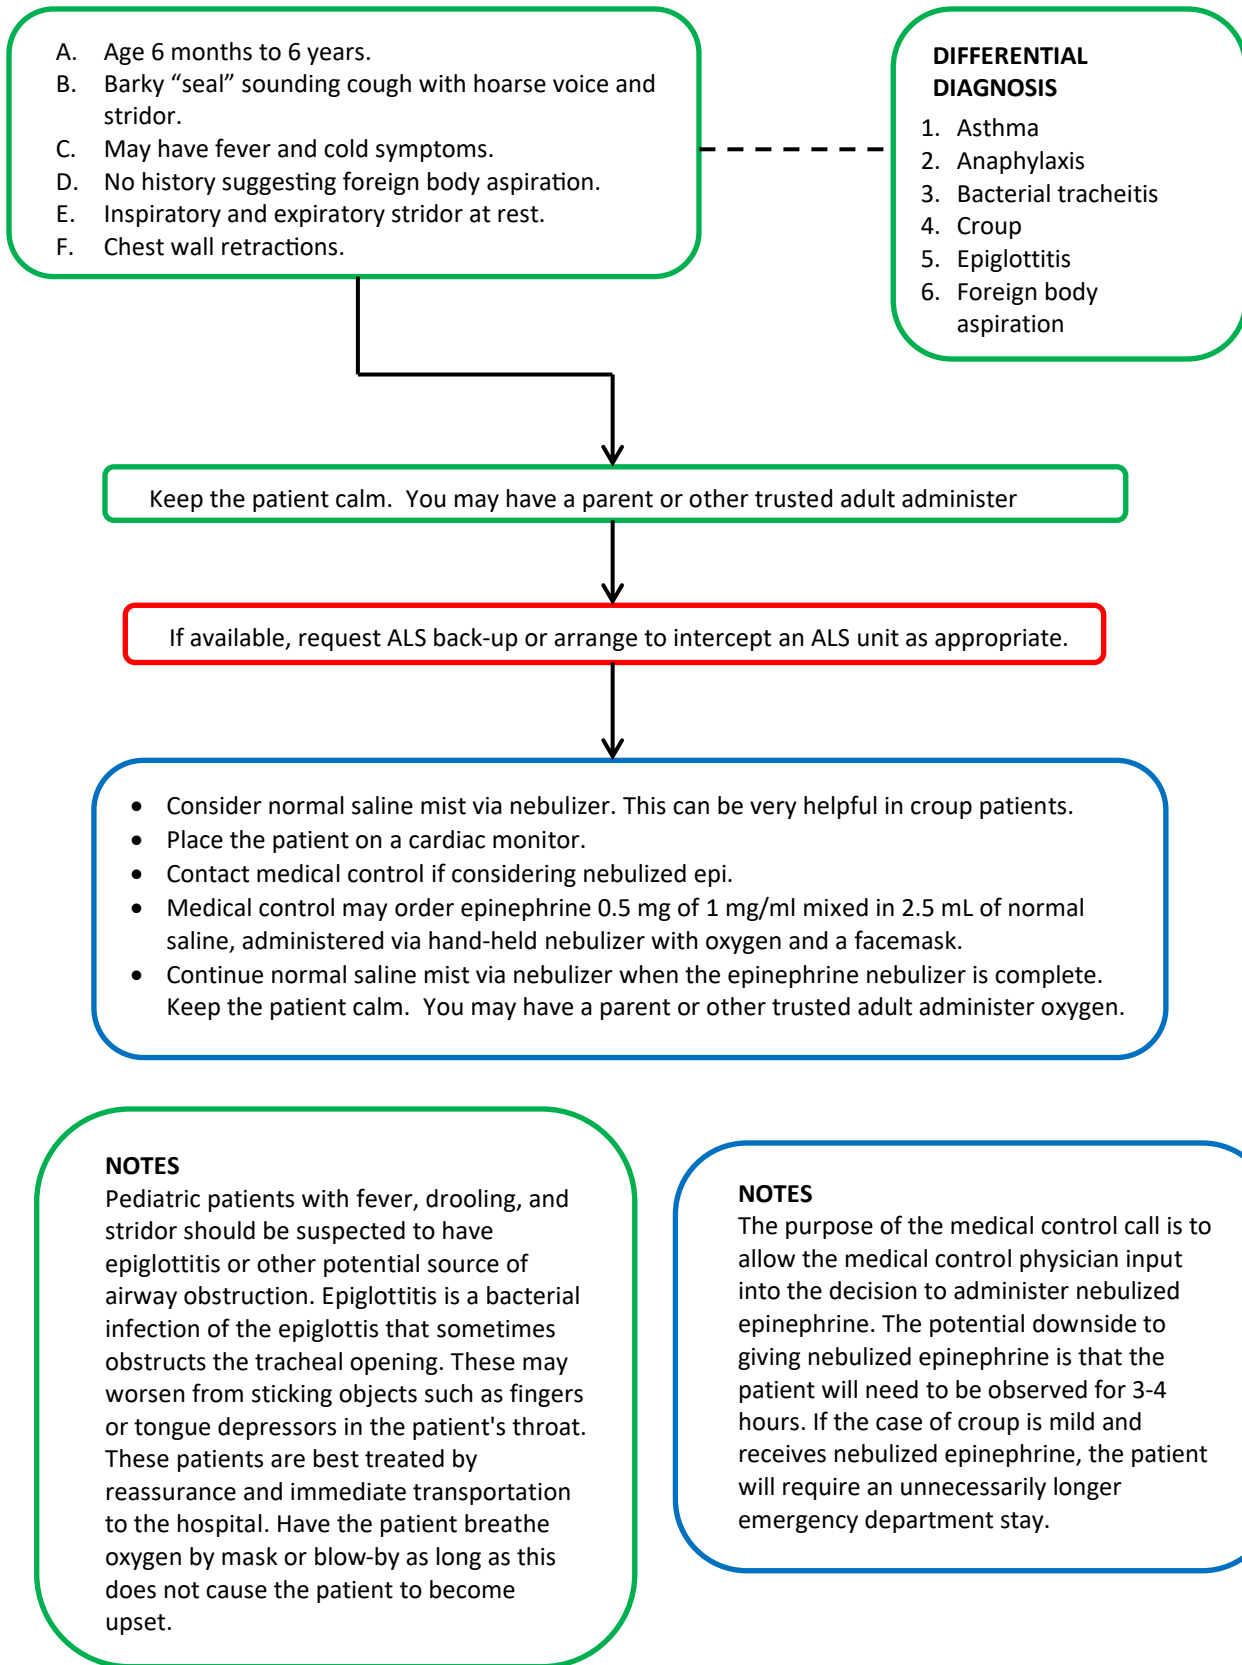 A. Age 6 months to 6 years.
B. Barky “seal” sounding cough with hoarse voice and
stridor.
C. May have fever and cold symptoms.
D. No history suggesting foreign body aspiration.
E. Inspiratory and expiratory stridor at rest.
F. Chest wall retractions.
DIFFERENTIAL
DIAGNOSIS
1. Asthma
2. Anaphylaxis
3. Bacterial tracheitis
4. Croup
5. Epiglottitis
6. Foreign body
aspiration
Keep the patient calm.  You may have a parent or other trusted adult administer
If available, request ALS back-up or arrange to intercept an ALS unit as appropriate.
• Consider normal saline mist via nebulizer. This can be very helpful in croup patients.
• Place the patient on a cardiac monitor.
• Contact medical control if considering nebulized epi.
• Medical control may order epinephrine 0.5 mg of 1 mg/ml mixed in 2.5 mL of normal
saline, administered via hand-held nebulizer with oxygen and a facemask.
• Continue normal saline mist via nebulizer when the epinephrine nebulizer is complete.
Keep the patient calm.  You may have a parent or other trusted adult administer oxygen.
NOTES
Pediatric patients with fever, drooling, and
stridor should be suspected to have
epiglottitis or other potential source of
airway obstruction. Epiglottitis is a bacterial
infection of the epiglottis that sometimes
obstructs the tracheal opening. These may
worsen from sticking objects such as fingers
or tongue depressors in the patient's throat.
These patients are best treated by
reassurance and immediate transportation
to the hospital. Have the patient breathe
oxygen by mask or blow-by as long as this
does not cause the patient to become
upset.
NOTES
The purpose of the medical control call is to
allow the medical control physician input
into the decision to administer nebulized
epinephrine. The potential downside to
giving nebulized epinephrine is that the
patient will need to be observed for 3-4
hours. If the case of croup is mild and
receives nebulized epinephrine, the patient
will require an unnecessarily longer
emergency department stay.